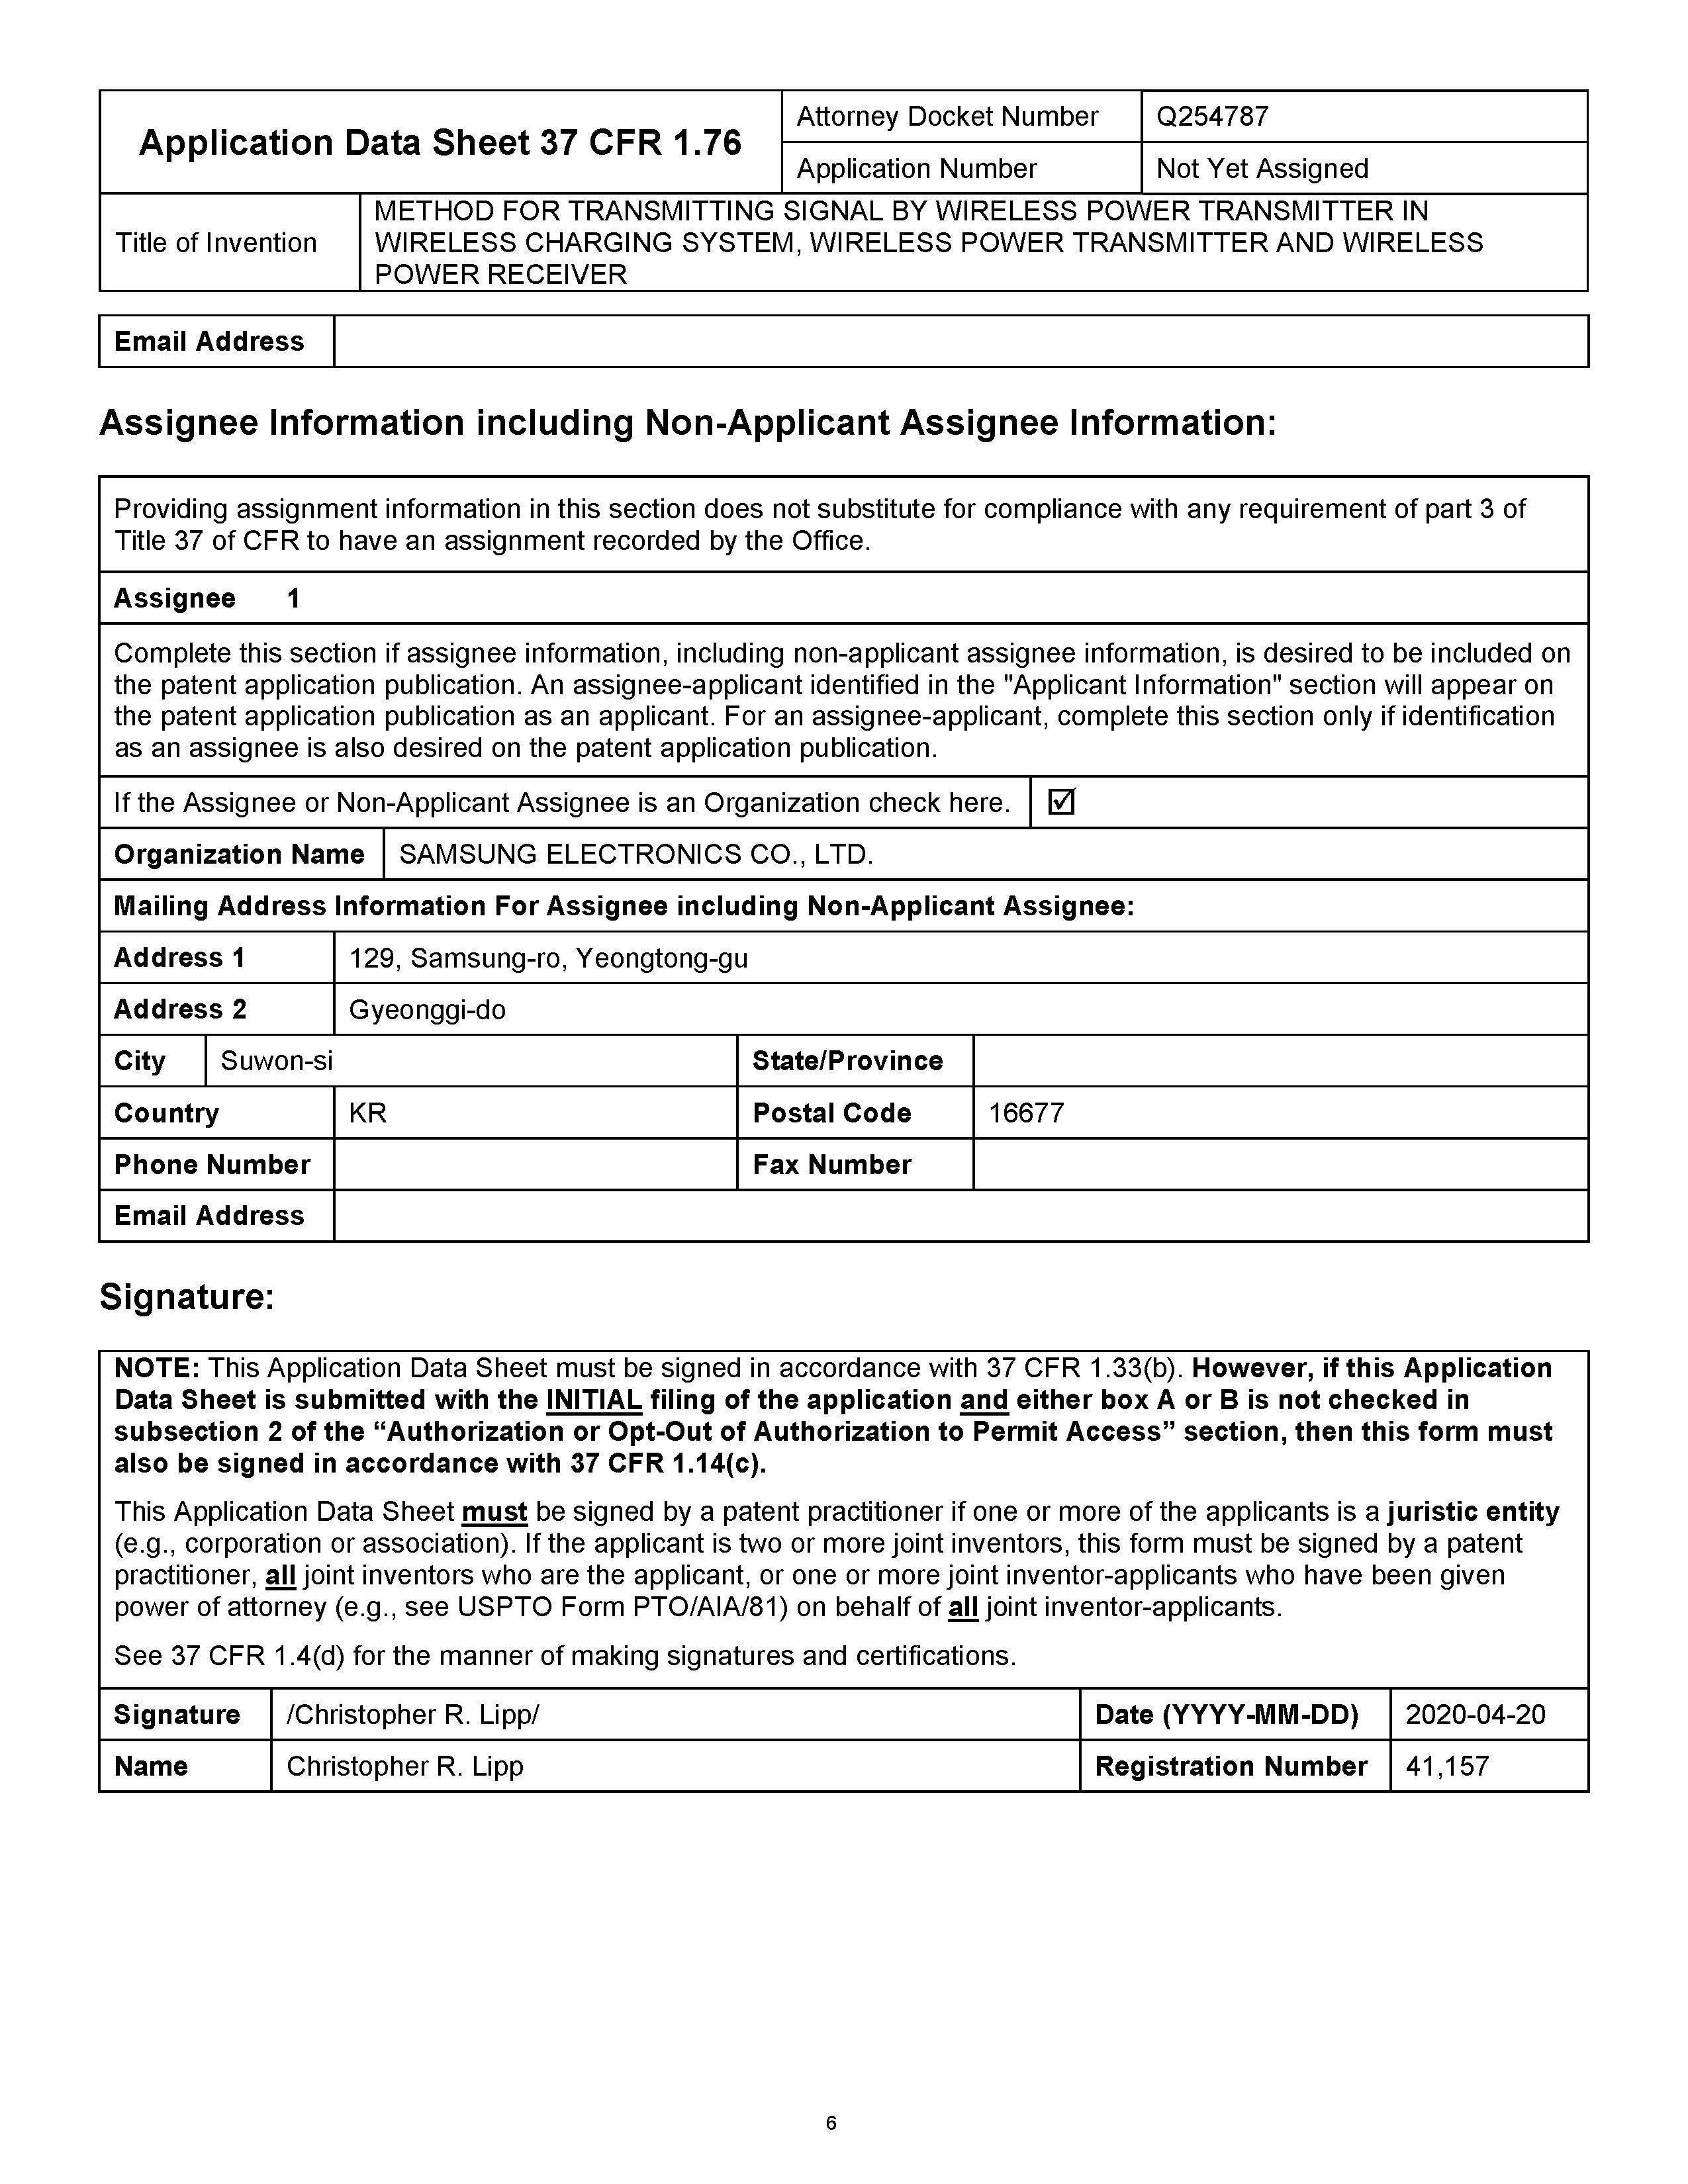 Application Data Sheet 37 CFR 1.76
Attorney Docket Number
Q254787
Application Number
Not Yet Assigned
Title of Invention
METHOD FOR TRANSMITTING SIGNAL BY WIRELESS POWER TRANSMITTER IN
WIRELESS CHARGING SYSTEM, WIRELESS POWER TRANSMITTER AND WIRELESS
POWER RECEIVER
Email Address
Assignee Information including Non-Applicant Assignee Information:
Providing assignment information in this section does not substitute for compliance with any requirement of part 3 of
Title 37 of CFR to have an assignment recorded by the Office.
Assignee 1
Complete this section if assignee information, including non-applicant assignee information, is desired to be included on
the patent application publication. An assignee-applicant identified in the "Applicant Information" section will appear on
the patent application publication as an applicant. For an assignee-applicant, complete this section only if identification
as an assignee is also desired on the patent application publication.
If the Assignee or Non-Applicant Assignee is an Organization check here. ☑
Organization Name
SAMSUNG ELECTRONICS CO., LTD.
Mailing Address Information For Assignee including Non-Applicant Assignee:
Address 1
129, Samsung-ro, Yeongtong-gu
Address 2
Gyeonggi-do
City
Suwon-si
State/Province
Country
KR
Postal Code
16677
Phone Number
Fax Number
Email Address
Signature:
NOTE: This Application Data Sheet must be signed in accordance with 37 CFR 1.33(b). However, if this Application
Data Sheet is submitted with the INITIAL filing of the application and either box A or B is not checked in
subsection 2 of the “Authorization or Opt-Out of Authorization to Permit Access” section, then this form must
also be signed in accordance with 37 CFR 1.14(c).
This Application Data Sheet must be signed by a patent practitioner if one or more of the applicants is a juristic entity
(e.g., corporation or association). If the applicant is two or more joint inventors, this form must be signed by a patent
practitioner, all joint inventors who are the applicant, or one or more joint inventor-applicants who have been given
power of attorney (e.g., see USPTO Form PTO/AIA/81) on behalf of all joint inventor-applicants.
See 37 CFR 1.4(d) for the manner of making signatures and certifications.
Signature
/Christopher R. Lipp/
Date (YYYY-MM-DD)
2020-04-20
Name
Christopher R. Lipp
Registration Number
41,157
6